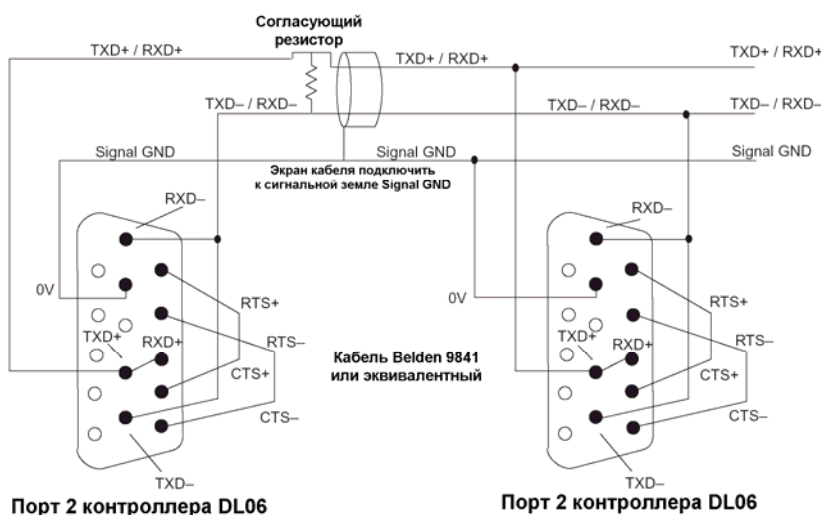 Согласующий
резистор
TXD+ / RXD+
TXD+ / RXD+
TXD+ / RXD+
TXD– / RXD–
TXD– / RXD–
TXD– / RXD–
Signal GND
Signal GND
Signal GND
Экран кабеля подключить
к сигнальной земле Signal GND
RXD–
0V
TXD+
RXD+
RTS+
RTS–
CTS+
CTS–
TXD–
Порт 2 контроллера DL06
Кабель Belden 9841
или эквивалентный
RXD–
0V
TXD+
RXD+
RTS+
RTS–
CTS+
CTS–
TXD–
Порт 2 контроллера DL06